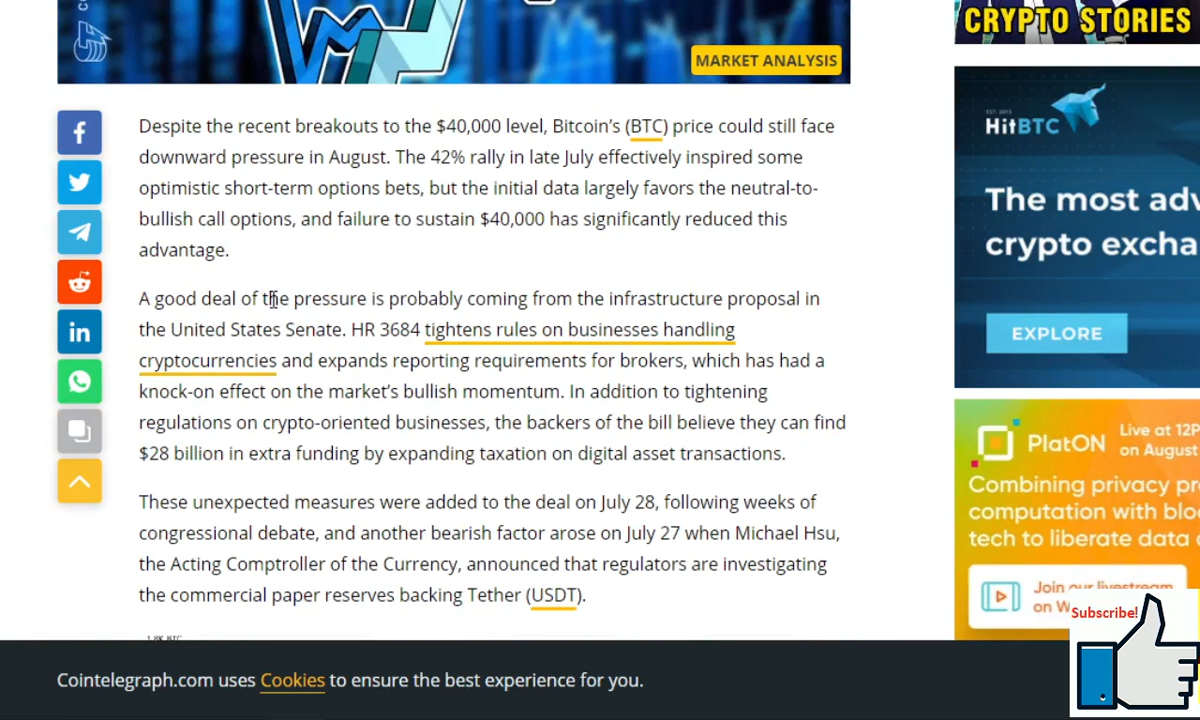 CRYPTO STORIES
MARKET ANALYSIS
Despite the recent breakouts to the $40,000 level, Bitcoin's (BTC) price could still face
downward pressure in August. The 42% rally in late July effectively inspired some
optimistic short-term options bets, but the initial data largely favors the neutral-to-
bullish call options, and failure to sustain $40,000 has significantly reduced this
advantage.
A good deal of the pressure is probably coming from the infrastructure proposal in
the United States Senate. HR 3684 tightens rules on businesses handling
cryptocurrencies and expands reporting requirements for brokers, which has had a
knock-on effect on the market's bullish momentum. In addition to tightening
regulations on crypto-oriented businesses, the backers of the bill believe they can find
$28 billion in extra funding by expanding taxation on digital asset transactions.
These unexpected measures were added to the deal on July 28, following weeks of
congressional debate, and another bearish factor arose on July 27 when Michael Hsu,
the Acting Comptroller of the Currency, announced that regulators are investigating
the commercial paper reserves backing Tether (USDT).
HitBTC
The most
crypto
EXPLORE
PlatON
Live at
on August
Combining privacy
computation with
tech to liberate data
Join our livestream
on
Subscribe!
Cointelegraph.com uses Cookies to ensure the best experience for you.